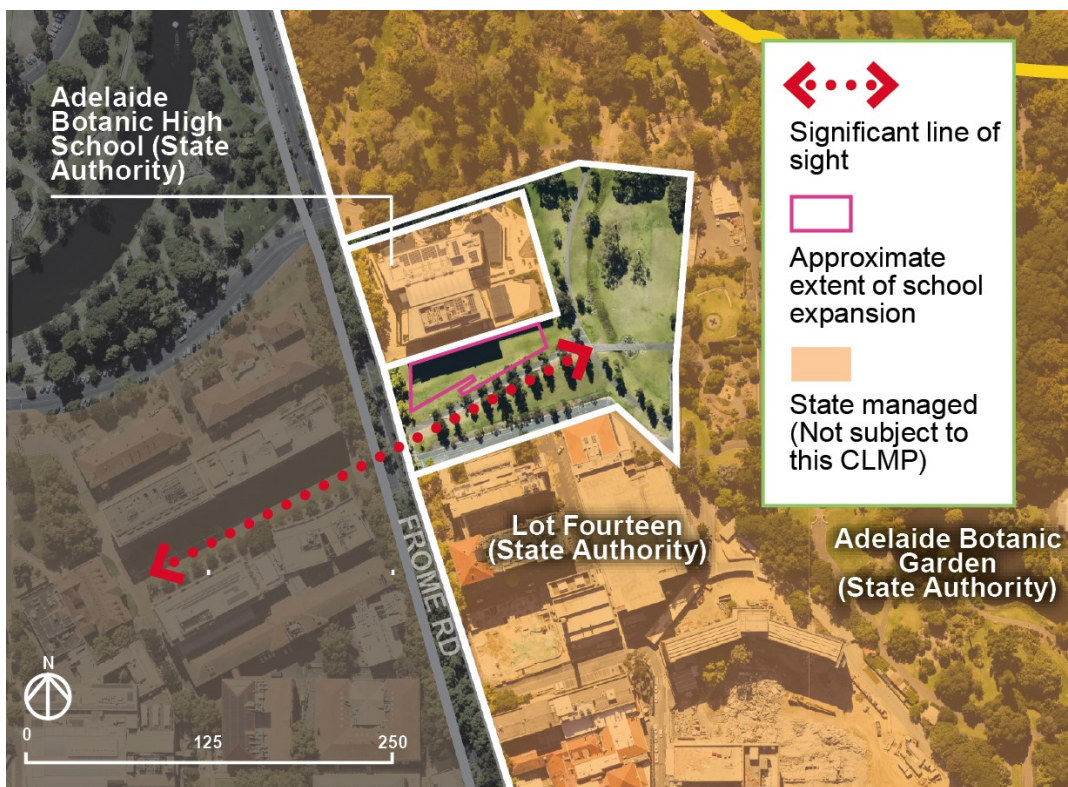 Adelaide
Botanic High
School (State
Authority)
Significant line of
sight
Approximate
extent of school
expansion
State managed
(Not subject to
this CLMP)
Lot Fourteen
(State Authority)
Adelaide Botanic
Garden
(State Authority)
FROME RD
N
0
125
250